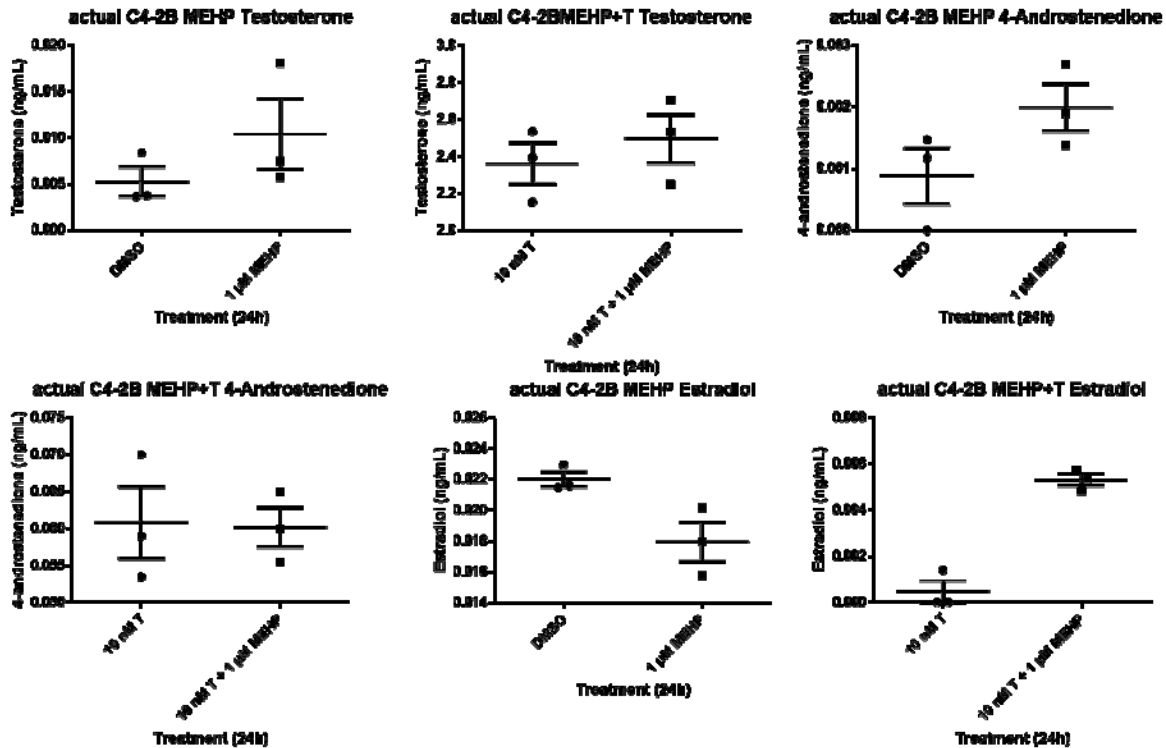 actual C4-2B MEHP Testosterone
Testosterone (ng/mL)
0.020
0.015
0.010
0.005
0.000
DMSO
1 µM MEHP
Treatment (24h)
actual C4-2BMEHP+T Testosterone
Testosterone (ng/mL)
2.6
2.4
2.2
10 nM T
10 nM T + 1 µM MEHP
Treatment (24h)
actual C4-2B MEHP 4-Androstenedione
4-androstenedione (ng/mL)
0.003
0.002
0.001
0.000
DMSO
1 µM MEHP
Treatment (24h)
actual C4-2B MEHP+T 4-Androstenedione
4-androstenedione (ng/mL)
0.075
0.070
0.065
0.060
0.055
0.050
10 nM T
10 nM T + 1 µM MEHP
Treatment (24h)
actual C4-2B MEHP Estradiol
Estradiol (ng/mL)
0.026
0.024
0.022
0.020
0.018
0.016
0.014
DMSO
1 µM MEHP
Treatment (24h)
actual C4-2B MEHP+T Estradiol
Estradiol (ng/mL)
0.004
0.002
0.000
10 nM T
10 nM T + 1 µM MEHP
Treatment (24h)